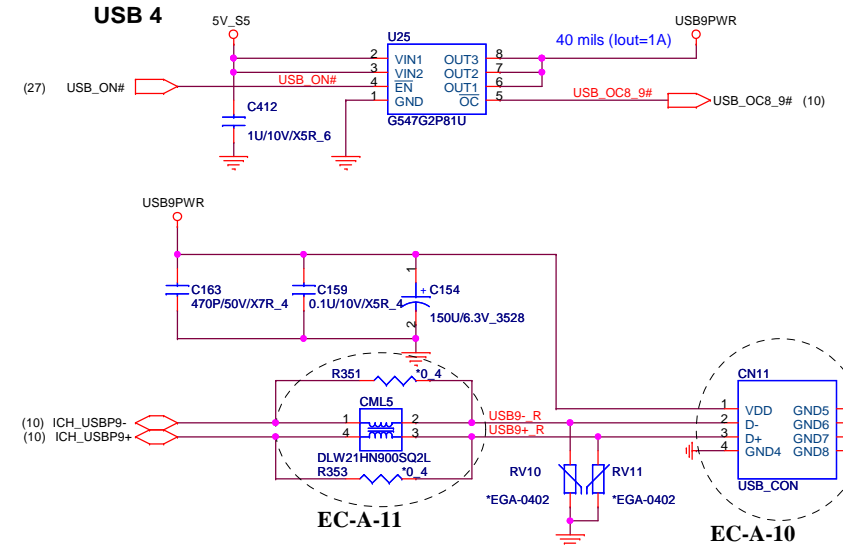 USB 4
5V_S5
U25
USB9PWR
40 mils (Iout=1A)
2 VIN1 OUT3 8
3 VIN2 OUT2 7
(27) USB_ON# USB_ON# 4 EN OUT1 6
1 GND OC 5 USB_OC8_9# USB_OC8_9# (10)
G547G2P81U
C412
1U/10V/X5R_6
USB9PWR
C163
470P/50V/X7R_4
C159
0.1U/10V/X5R_4
1
+ C154
150U/6.3V_3528
2
R351 *0_4
CML5
(10) ICH_USBP9- 1 2 USB9-_R
(10) ICH_USBP9+ 4 3 USB9+_R
DLW21HN900SQ2L
R353 *0_4
EC-A-11
RV10 RV11
*EGA-0402 *EGA-0402
CN11
1 VDD GND5
2 D- GND6
3 D+ GND7
4 GND4 GND8
USB_CON
EC-A-10